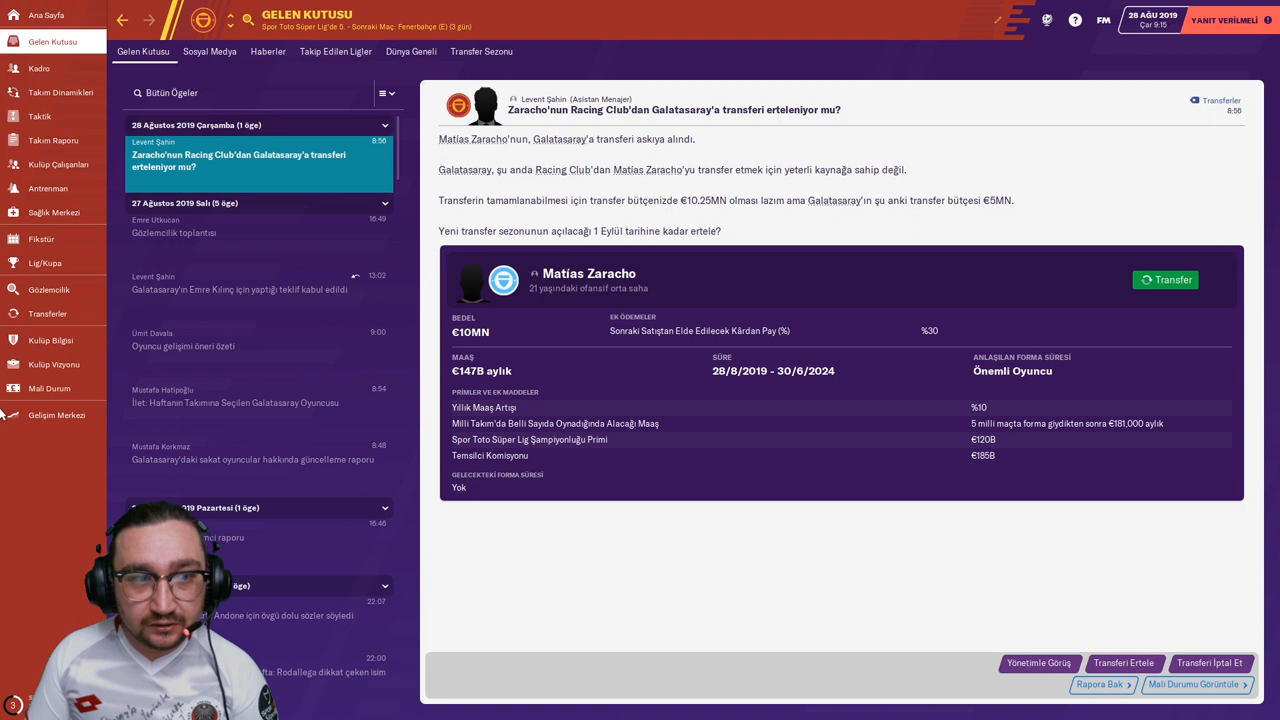 Ana Sayfa
Gelen Kutusu
Kadro
Takım Dinamikleri
Taktik
Takım Raporu
Kulüp Çalışanları
Antrenman
Sağlık Merkezi
Fikstür
Lig/Kupa
Gözlemcilik
Transferler
Kulüp Bilgisi
Kulüp Vizyonu
Mali Durum
Gelişim Merkezi
3
GELEN KUTUSU
Spor Toto Süper Lig'de 5. - Sonraki Maç: Fenerbahçe (E) (3 gün)
FM
28 AĞU 2019
Çar 9:15
YANIT VERİLMELİ
Gelen Kutusu Sosyal Medya Haberler Takip Edilen Ligler Dünya Geneli Transfer Sezonu
Bütün Ögeler
28 Ağustos 2019 Çarşamba (1 öge)
Levent Şahin 8:56
Zaracho'nun Racing Club'dan Galatasaray'a transferi
erteleniyor mu?
27 Ağustos 2019 Salı (5 öge)
Emre Utkucan 16:49
Gözlemcilik toplantısı
Levent Şahin 13:02
Galatasaray'ın Emre Kılınç için yaptığı teklif kabul edildi
Ümit Davala 9:00
Oyuncu gelişimi öneri özeti
Mustafa Hatipoğlu 8:54
İlet: Haftanın Takımına Seçilen Galatasaray Oyuncusu
Mustafa Korkmaz 8:48
Galatasaray'daki sakat oyuncular hakkında güncelleme raporu
2019 Pazartesi (1 öge)
16:46
raporu
öge)
22:07
Andone için övgü dolu sözler söyledi
22:00
Rodallega dikkat çeken isim
Levent Şahin (Asistan Menajer)
Zaracho'nun Racing Club'dan Galatasaray'a transferi erteleniyor mu?
Transferler
8:56
Matías Zaracho'nun, Galatasaray'a transferi askıya alındı.
Galatasaray, şu anda Racing Club'dan Matías Zaracho'yu transfer etmek için yeterli kaynağa sahip değil.
Transferin tamamlanabilmesi için transfer bütçenizde €10.25MN olması lazım ama Galatasaray'ın şu anki transfer bütçesi €5MN.
Yeni transfer sezonunun açılacağı 1 Eylül tarihine kadar ertele?
Matías Zaracho
21 yaşındaki ofansif orta saha
Transfer
BEDEL
€10MN
EK ÖDEMELER
Sonraki Satıştan Elde Edilecek Kârdan Pay (%) %30
MAAŞ
€147B aylık
SÜRE
28/8/2019 - 30/6/2024
ANLAŞILAN FORMA SÜRESİ
Önemli Oyuncu
PRİMLER VE EK MADDELER
Yıllık Maaş Artışı %10
Milli Takım'da Belli Sayıda Oynadığında Alacağı Maaş 5 milli maçta forma giydikten sonra €181,000 aylık
Spor Toto Süper Lig Şampiyonluğu Primi €120B
Temsilci Komisyonu €185B
GELECEKTEKİ FORMA SÜRESİ
Yok
Yönetimle Görüş Transferi Ertele Transferi İptal Et
Rapora Bak Mali Durumu Görüntüle